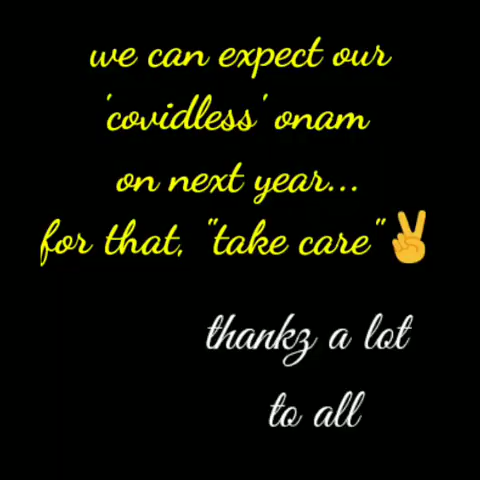 we can expect our
'covidless' onam
on next year...
for that, "take care"✌
thankz a lot
to all